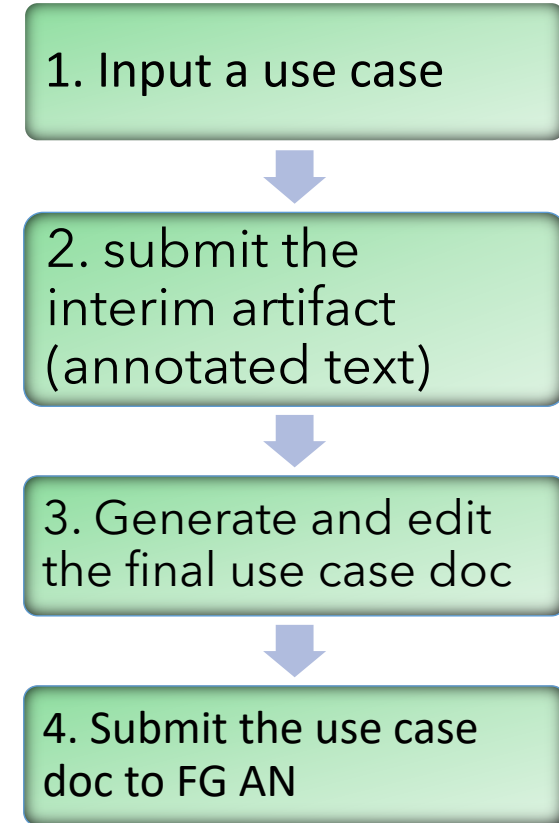 1. Input a use case
2. submit the
interim artifact
(annotated text)
3. Generate and edit
the final use case doc
4. Submit the use case
doc to FG AN